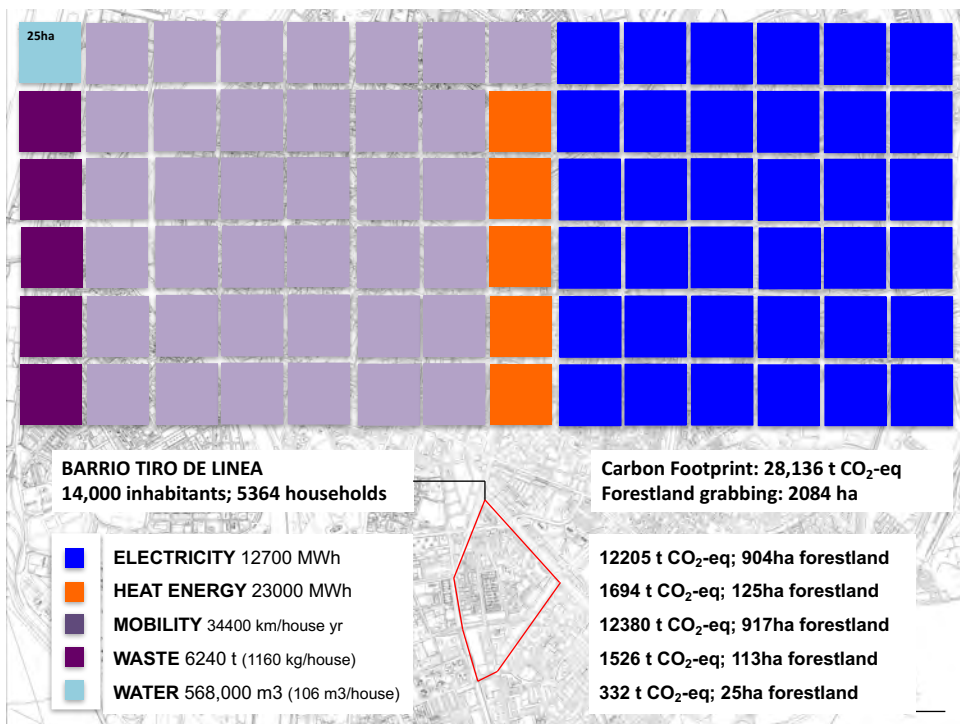 25ha
BARRIO TIRO DE LINEA
14,000 inhabitants; 5364 households
Carbon Footprint: 28,136 t CO₂-eq
Forestland grabbing: 2084 ha
ELECTRICITY 12700 MWh
12205 t CO₂-eq; 904ha forestland
HEAT ENERGY 23000 MWh
1694 t CO₂-eq; 125ha forestland
MOBILITY 34400 km/house yr
12380 t CO₂-eq; 917ha forestland
WASTE 6240 t (1160 kg/house)
1526 t CO₂-eq; 113ha forestland
WATER 568,000 m3 (106 m3/house)
332 t CO₂-eq; 25ha forestland